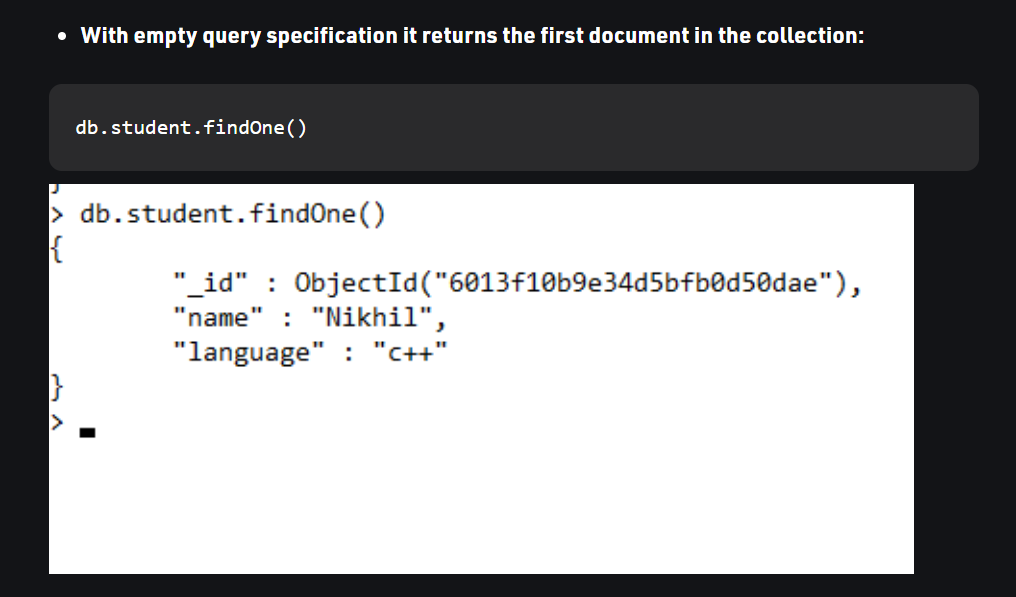 • With empty query specification it returns the first document in the collection:
db.student.findOne()
> db.student.findOne()
{
"_id" : ObjectId("6013f10b9e34d5bfb0d50dae"),
"name" : "Nikhil",
"language" : "c++"
}
>